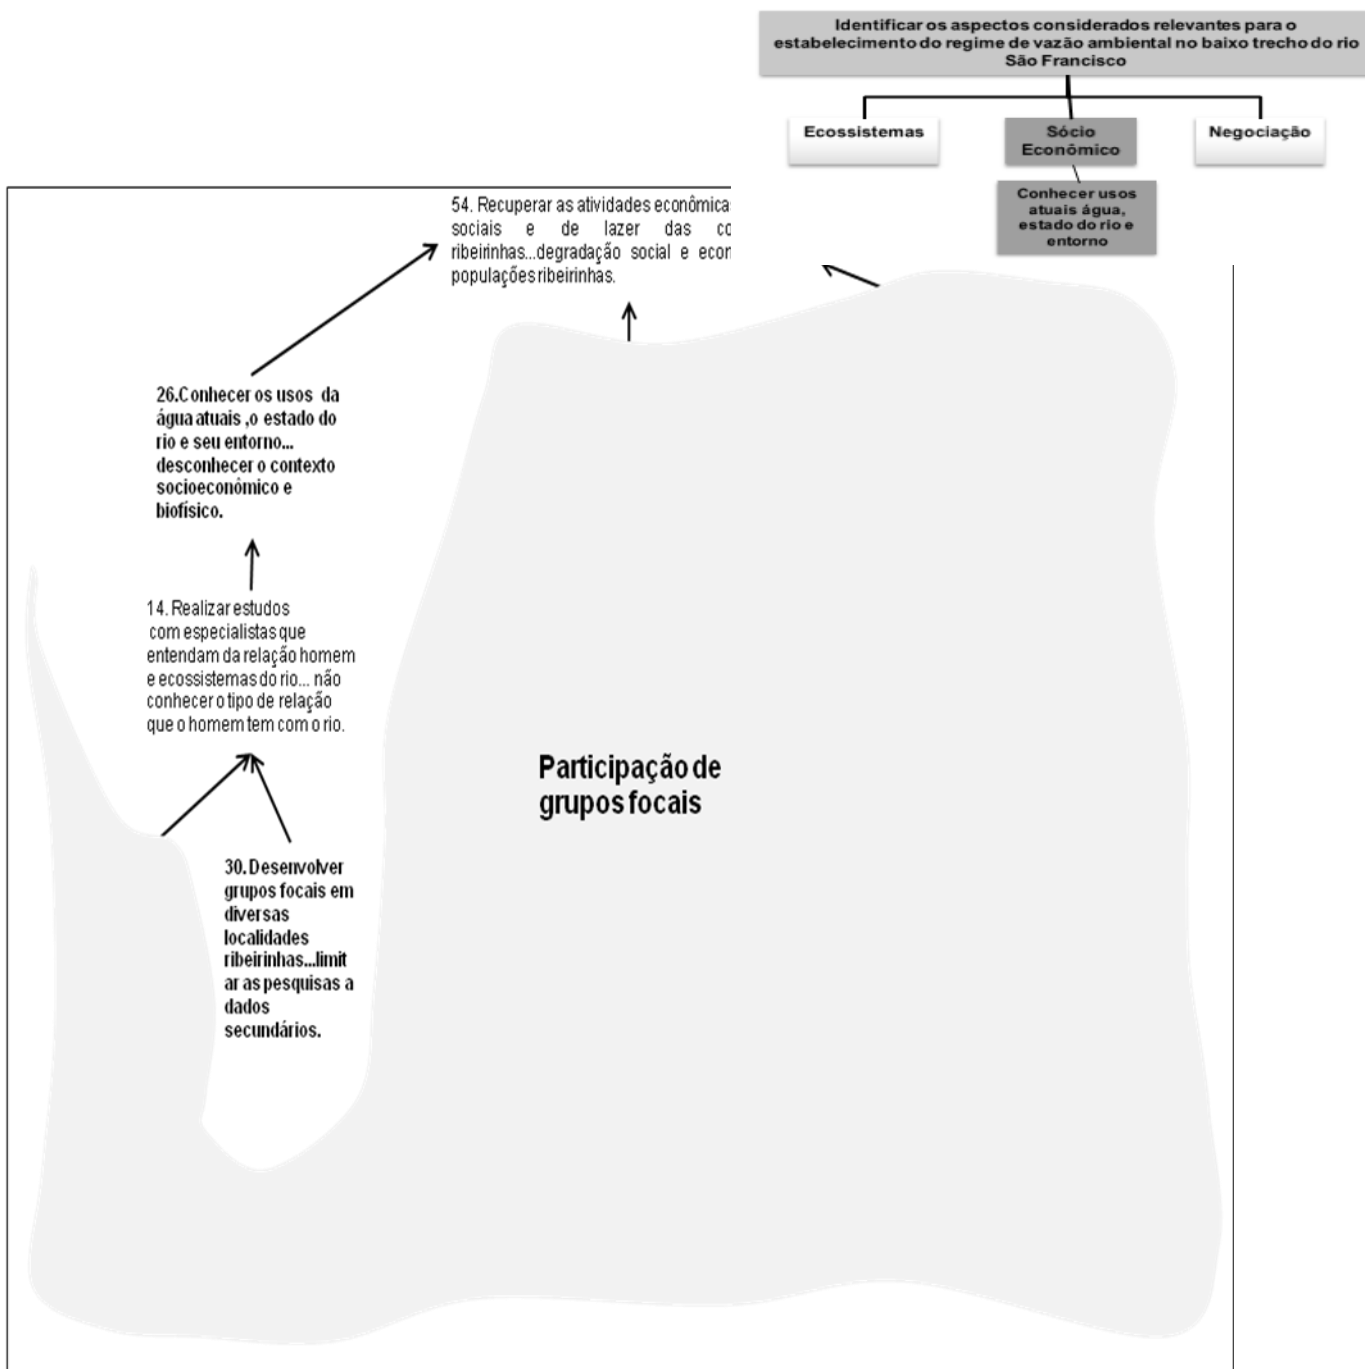 Identificar os aspectos considerados relevantes para o
estabelecimento do regime de vazão ambiental no baixo trecho do rio
São Francisco
Ecossistemas
Sócio
Econômico
Negociação
Conhecer usos
atuais água,
estado do rio e
entorno
54. Recuperar as atividades econômica
sociais e de lazer das co
ribeirinhas...degradação social e econ
populações ribeirinhas.
26.Conhecer os usos da
água atuais ,o estado do
rio e seu entorno...
desconhecer o contexto
socioeconômico e
biofísico.
14. Realizar estudos
com especialistas que
entendam da relação homem
e ecossistemas do rio... não
conhecer o tipo de relação
que o homem tem com o rio.
Participação de
grupos focais
30.Desenvolver
grupos focais em
diversas
localidades
ribeirinhas...limit
ar as pesquisas a
dados
secundários.